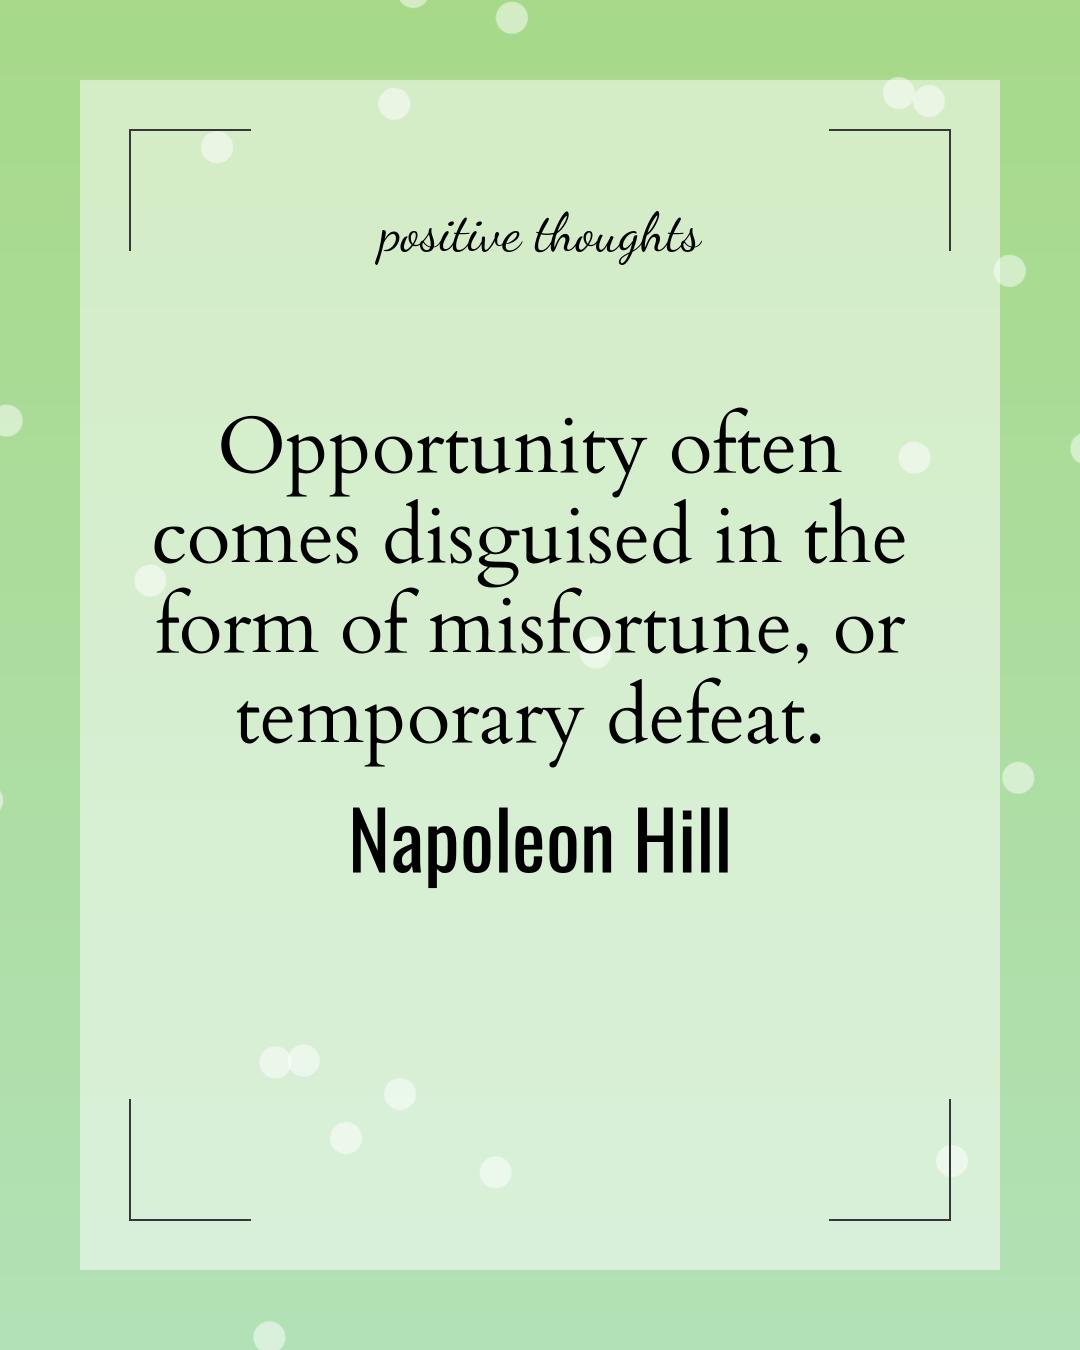 positive thoughts
Opportunity often
comes disguised in the
form of misfortune, or
temporary defeat.
Napoleon Hill